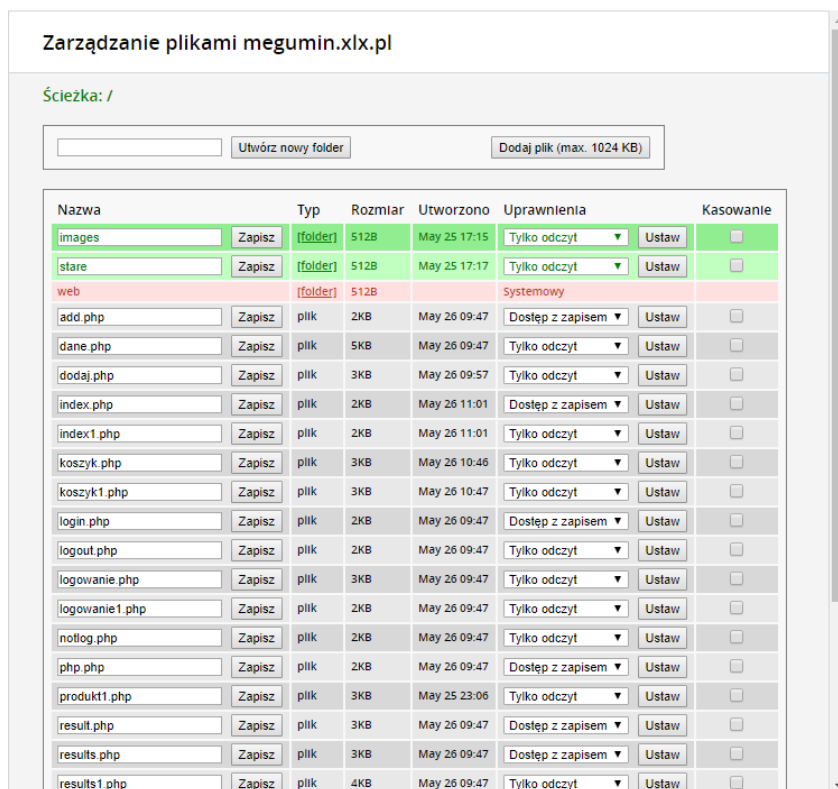 Zarządzanie plikami megumin.xlx.pl
Ścieżka: /
Utwórz nowy folder Dodaj plik (max. 1024 KB)
Nazwa Typ Rozmiar Utworzono Uprawnienia Kasowanie
images Zapisz [folder] 512B May 25 17:15 Tylko odczyt Ustaw
stare Zapisz [folder] 512B May 25 17:17 Tylko odczyt Ustaw
web [folder] 512B Systemowy
add.php Zapisz plik 2KB May 26 09:47 Dostęp z zapisem Ustaw
dane.php Zapisz plik 5KB May 26 09:47 Tylko odczyt Ustaw
dodaj.php Zapisz plik 3KB May 26 09:57 Tylko odczyt Ustaw
index.php Zapisz plik 2KB May 26 11:01 Dostęp z zapisem Ustaw
index1.php Zapisz plik 2KB May 26 11:01 Tylko odczyt Ustaw
koszyk.php Zapisz plik 3KB May 26 10:46 Tylko odczyt Ustaw
koszyk1.php Zapisz plik 3KB May 26 10:47 Tylko odczyt Ustaw
login.php Zapisz plik 2KB May 26 09:47 Dostęp z zapisem Ustaw
logout.php Zapisz plik 2KB May 26 09:47 Tylko odczyt Ustaw
logowanie.php Zapisz plik 3KB May 26 09:47 Tylko odczyt Ustaw
logowanie1.php Zapisz plik 2KB May 26 09:47 Tylko odczyt Ustaw
notlog.php Zapisz plik 2KB May 26 09:47 Tylko odczyt Ustaw
php.php Zapisz plik 2KB May 26 09:47 Dostęp z zapisem Ustaw
produkt1.php Zapisz plik 3KB May 25 23:06 Tylko odczyt Ustaw
result.php Zapisz plik 3KB May 26 09:47 Dostęp z zapisem Ustaw
results.php Zapisz plik 3KB May 26 09:47 Dostęp z zapisem Ustaw
results1.php Zapisz plik 4KB May 26 09:47 Tylko odczyt Ustaw